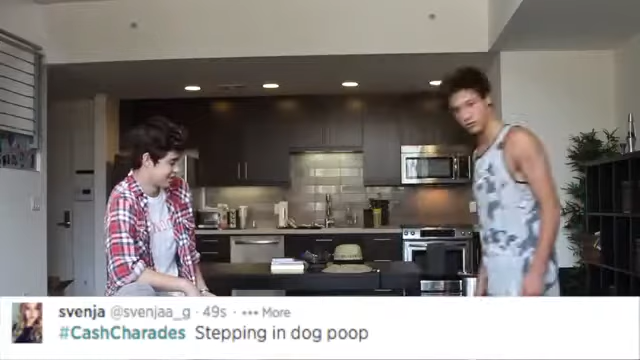 svenja @svenjaa_g · 49s · ••• More
#CashCharades Stepping in dog poop